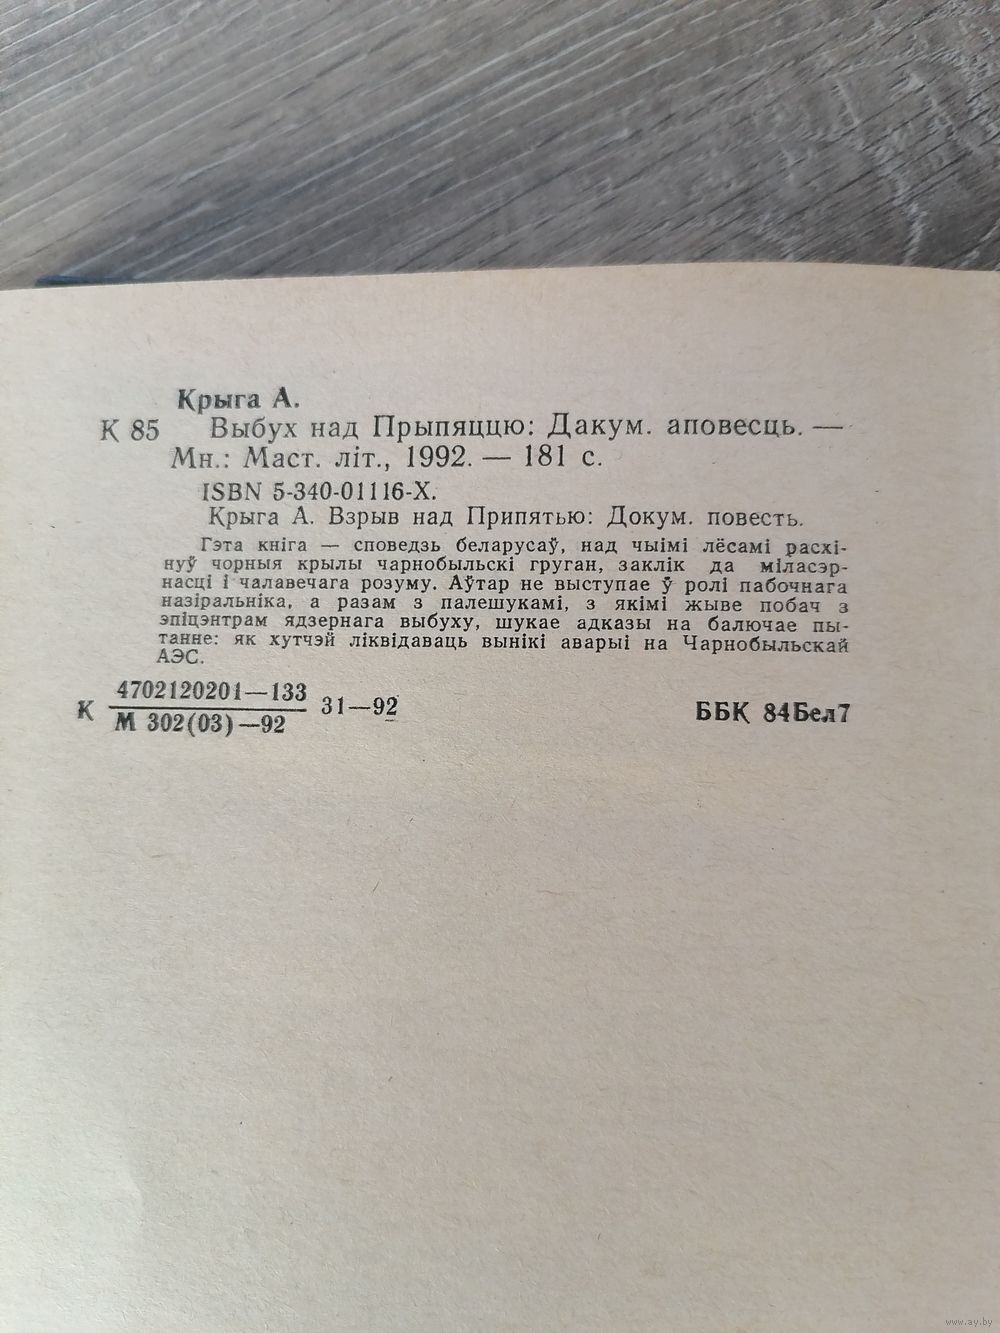 Крыга А.
К 85 Выбух над Прыпяццю: Дакум. аповесць. —
Мн.: Маст. літ., 1992. — 181 с.
ISBN 5-340-01116-X.
Крыга А. Взрыв над Припятью: Докум. повесть.
Гэта кніга — споведзь беларусаў, над чыімі лёсамі расхі-
нуў чорныя крылы чарнобыльскі груган, заклік да міласэр-
насці і чалавечага розуму. Аўтар не выступае ў ролі пабочнага
назіральніка, а разам з палешукамі, з якімі жыве побач з
эпіцэнтрам ядзернага выбуху, шукае адказы на балючае пы-
танне: як хутчэй ліквідаваць вынікі аварыі на Чарнобыльскай
АЭС.
К 4702120201—133 31—92
М 302(03)—92
ББК 84Бел7
www.ay.by